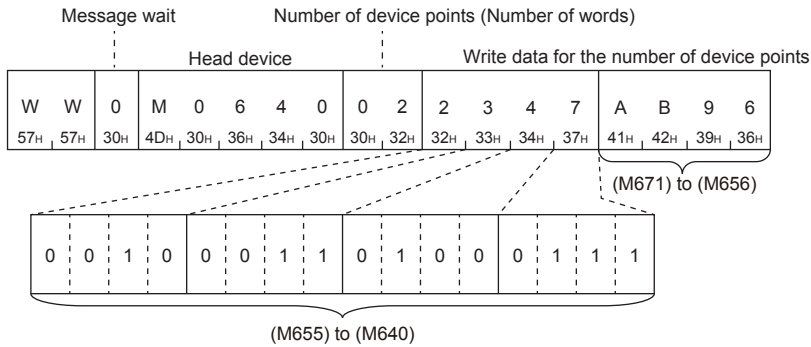 Message wait
Number of device points (Number of words)
Head device
Write data for the number of device points
W W 0 M 0 6 4 0 0 2 2 3 4 7 A B 9 6
57H 57H 30H 4DH 30H 36H 34H 30H 30H 32H 32H 33H 34H 37H 41H 42H 39H 36H
(M671) to (M656)
0 0 1 0 0 0 1 1 0 1 0 0 0 1 1 1
(M655) to (M640)